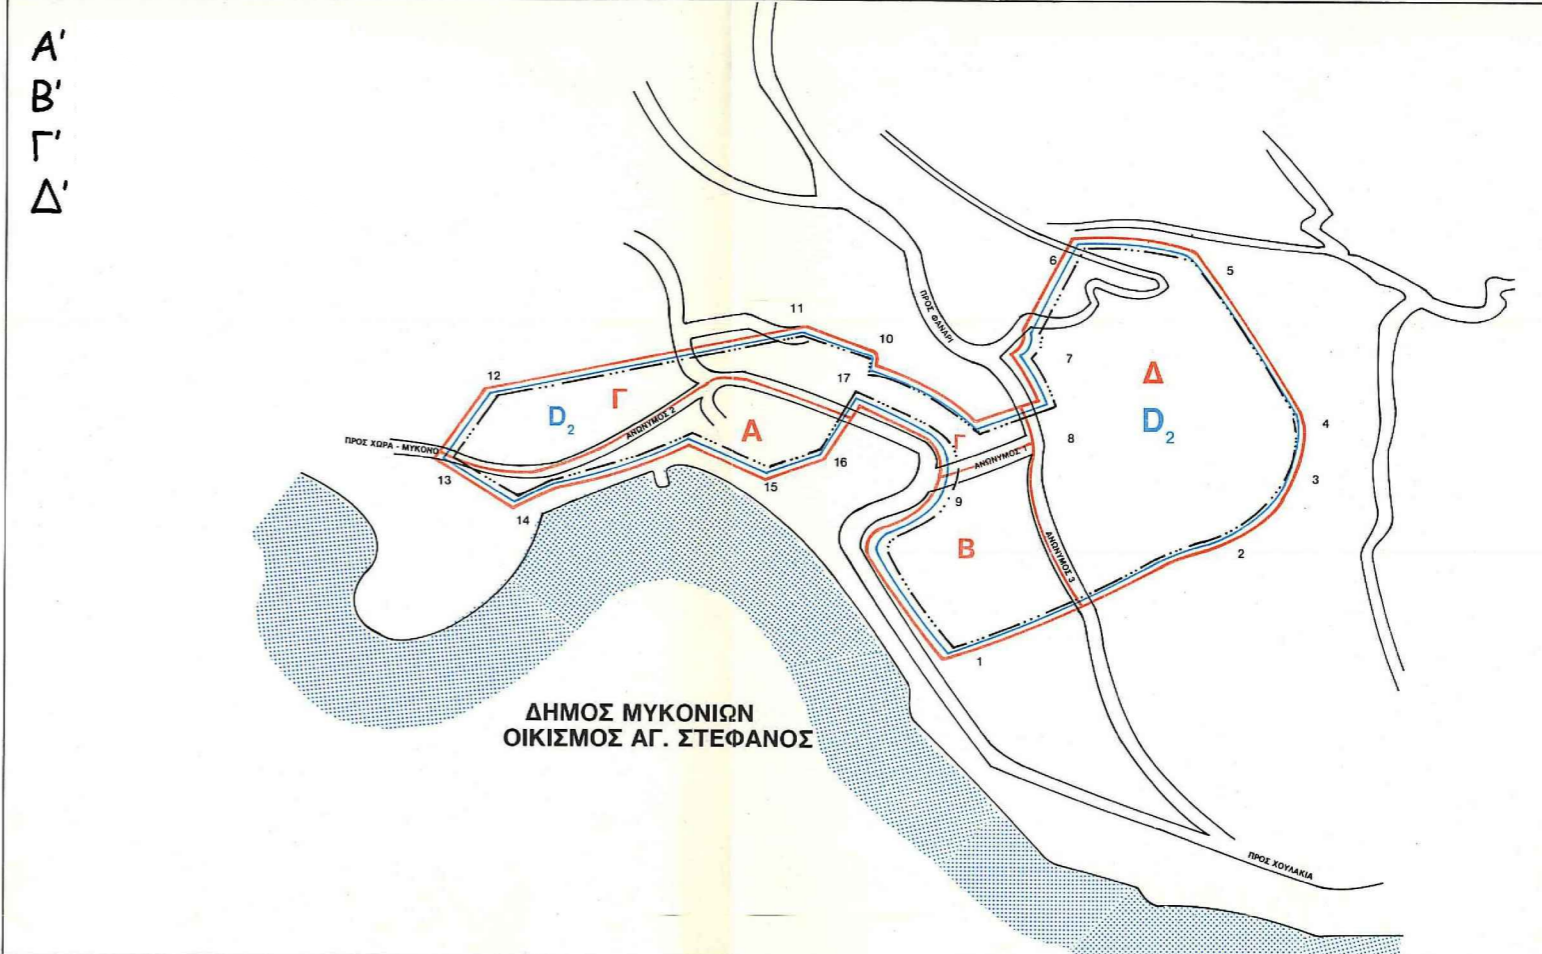 Α'
Β'
Γ'
Δ'
6
5
ΠΡΟΣ ΦΑΝΑΡΙ
11
10
7
12
17
Δ
Γ
D2
D2
ΑΝΩΝΥΜΟΣ 2
Α
4
ΠΡΟΣ ΧΩΡΑ - ΜΥΚΟΝΟ
Γ
8
ΑΝΩΝΥΜΟΣ 1
16
13
15
3
9
14
Β
ΑΝΩΝΥΜΟΣ 3
2
1
ΔΗΜΟΣ ΜΥΚΟΝΙΩΝ
ΟΙΚΙΣΜΟΣ ΑΓ. ΣΤΕΦΑΝΟΣ
ΠΡΟΣ ΧΟΥΛΑΚΙΑ